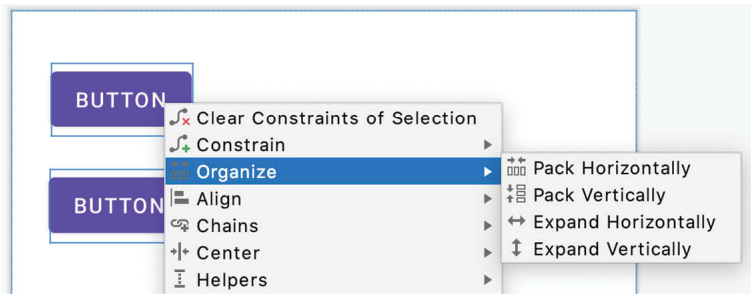 BUTTON
Clear Constraints of Selection
Constrain
Organize
Pack Horizontally
Pack Vertically
Expand Horizontally
Expand Vertically
BUTTON
Align
Chains
Center
Helpers